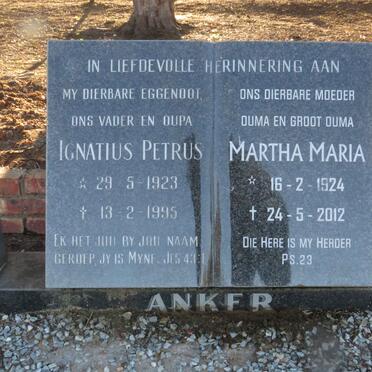 IN LIEFDEVOLLE HERINNERING AAN
MY DIERBARE EGGENOOT
ONS VADER EN OUPA
IGNATIUS PETRUS
☆ 29-5-1923
† 13-2-1995
EK HET JOU BY JOU NAAM
GEROEP, JY IS MYNE. JES 43:1
ONS DIERBARE MOEDER
OUMA EN GROOT OUMA
MARTHA MARIA
☆ 16-2-1924
† 24-5-2012
DIE HERE IS MY HERDER
PS.23
ANKER